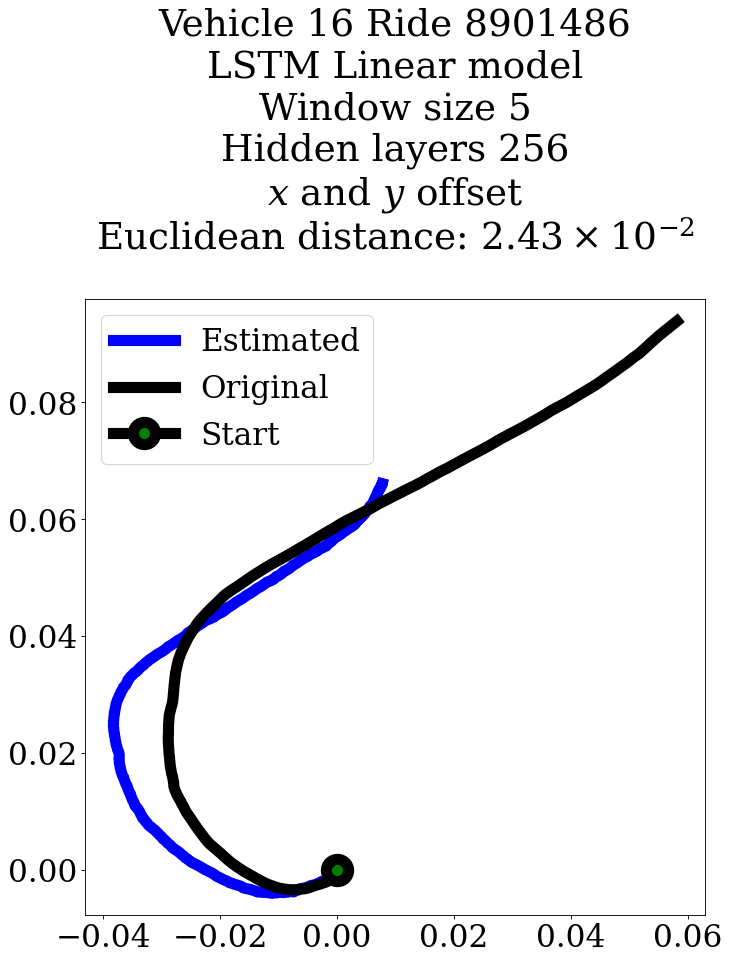 Vehicle 16 Ride 8901486
LSTM Linear model
Window size 5
Hidden layers 256
x and y offset
Euclidean distance: 2.43 × 10⁻²
Estimated
Original
Start
0.08
0.06
0.04
0.02
0.00
−0.04 −0.02 0.00 0.02 0.04 0.06